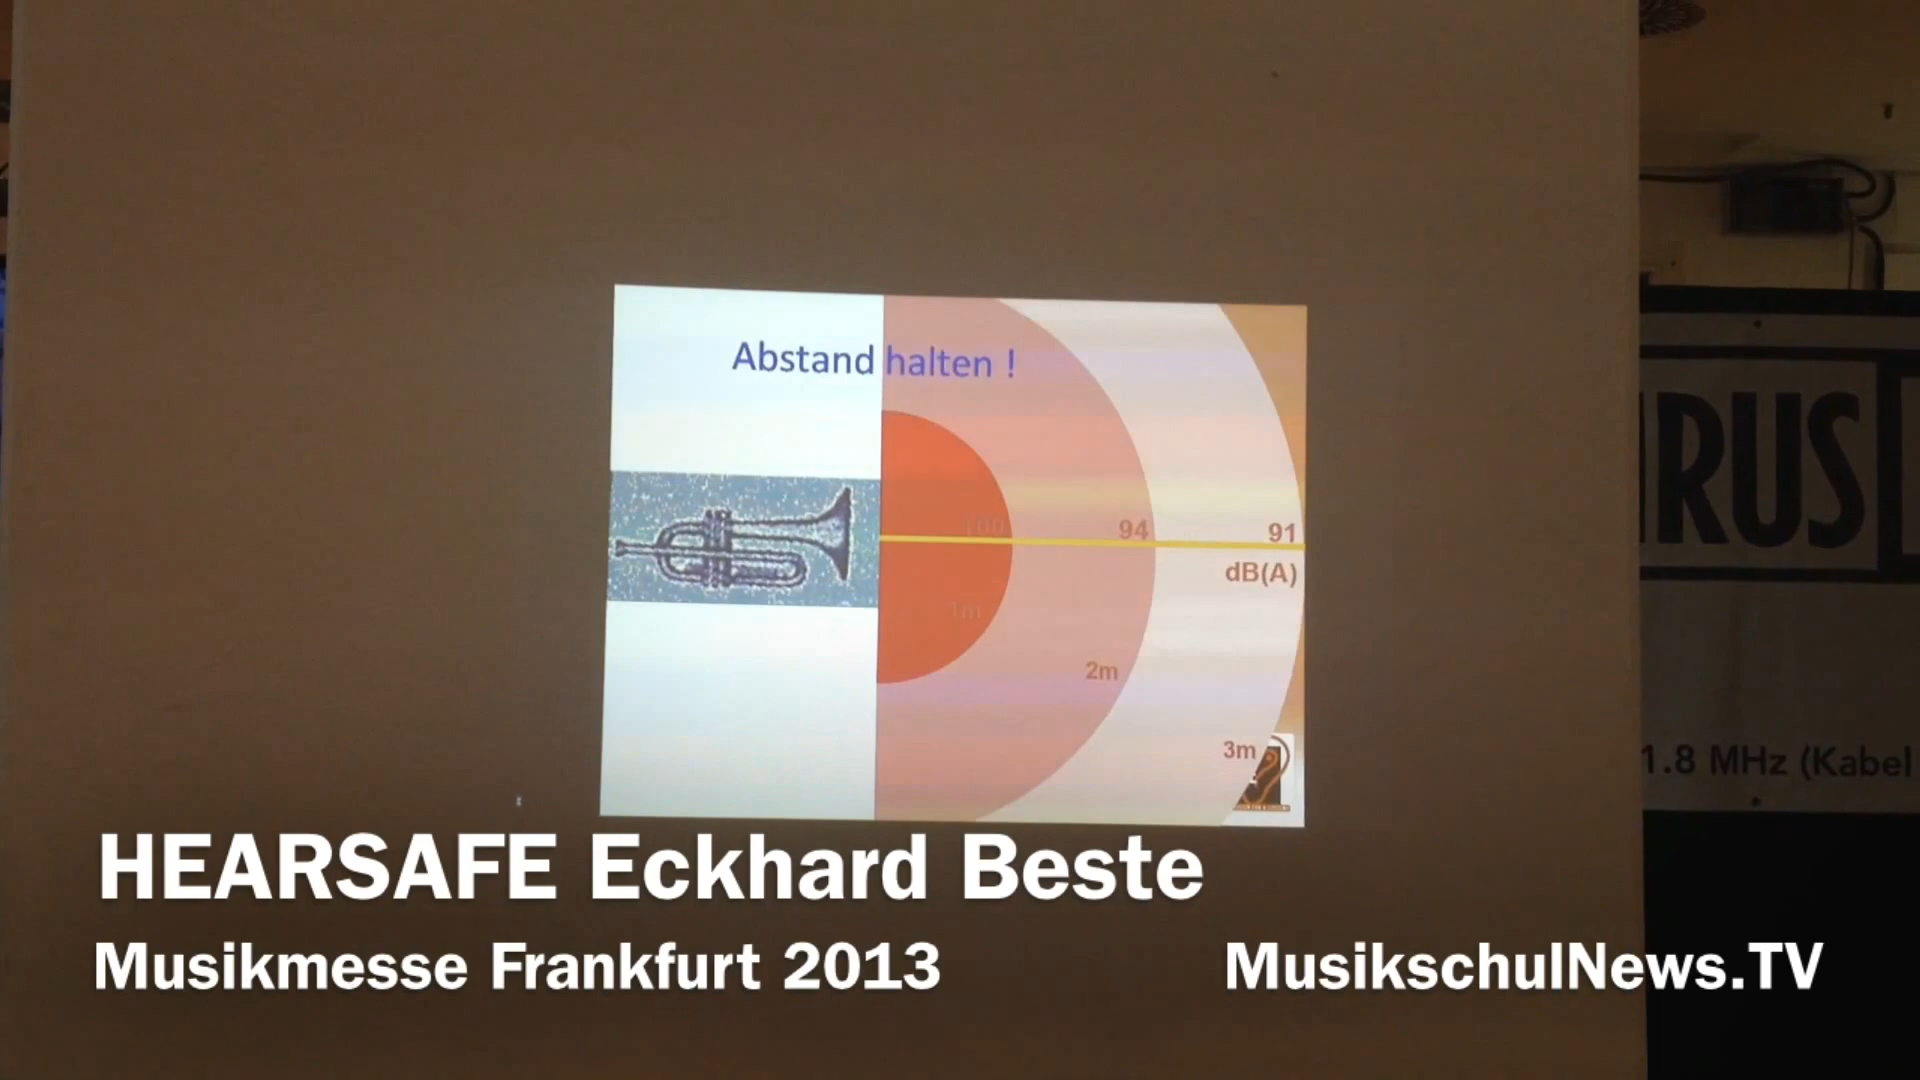 Abstand halten !
100
94
91
dB(A)
1m
2m
3m
RUS
1.8 MHz (Kabel
HEARSAFE Eckhard Beste
Musikmesse Frankfurt 2013
MusikschulNews.TV